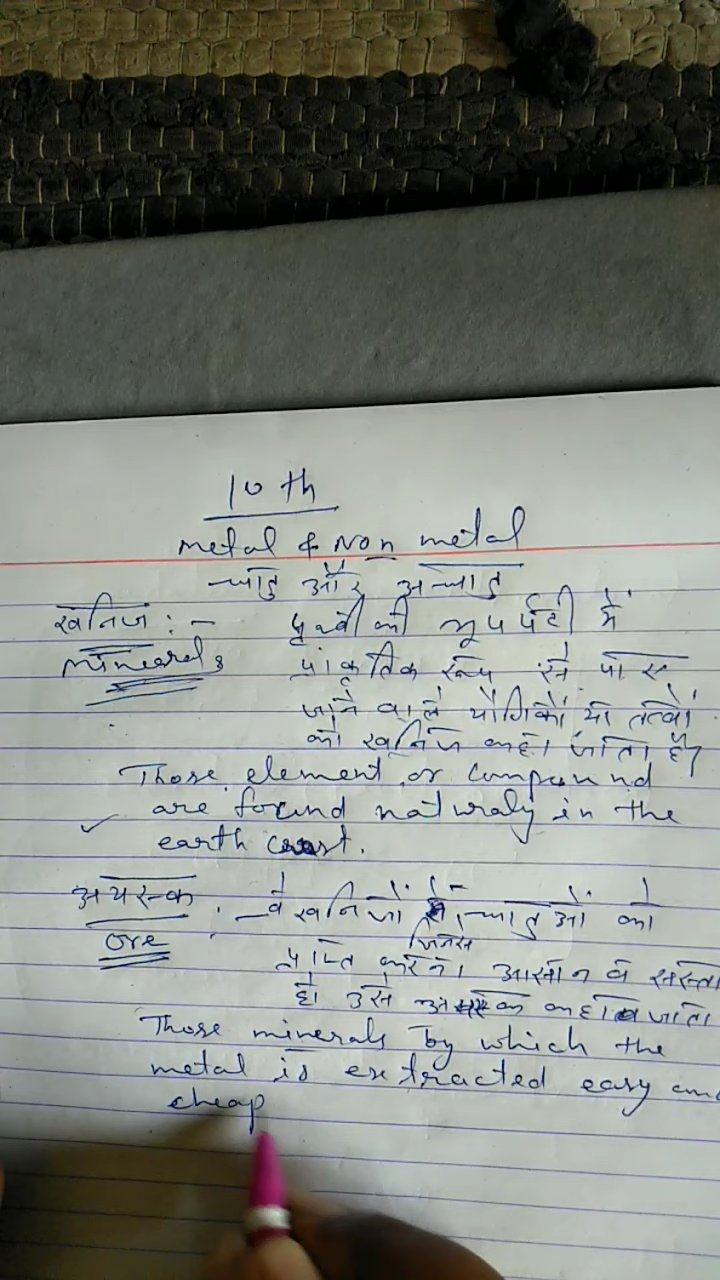 10 th
Metal & Non metal
धातु और अधातु
खनिज :- पृथ्वी की भूपर्पटी में
Minerals प्राकृतिक रूप से पाए
जाने वाले यौगिकों या तत्वों
को खनिज कहा जाता है
Those element or compound
are found naturaly in the
earth crust.
अयस्क :- वे खनिज जिनसे धातुओं को
ore प्राप्त करना आसान व सस्ता
हो उसे अयस्क कहा जाता
Those minerals by which the
metal is extracted easy and
cheap